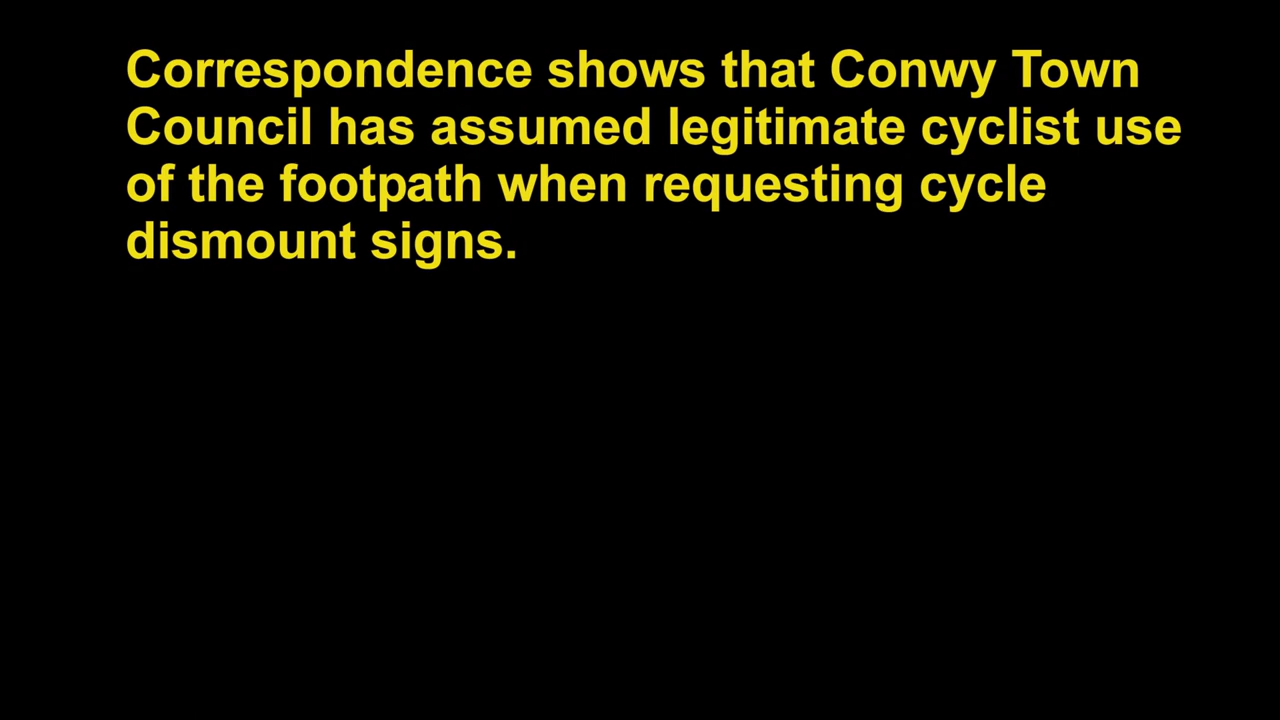 Correspondence shows that Conwy Town
Council has assumed legitimate cyclist use
of the footpath when requesting cycle
dismount signs.